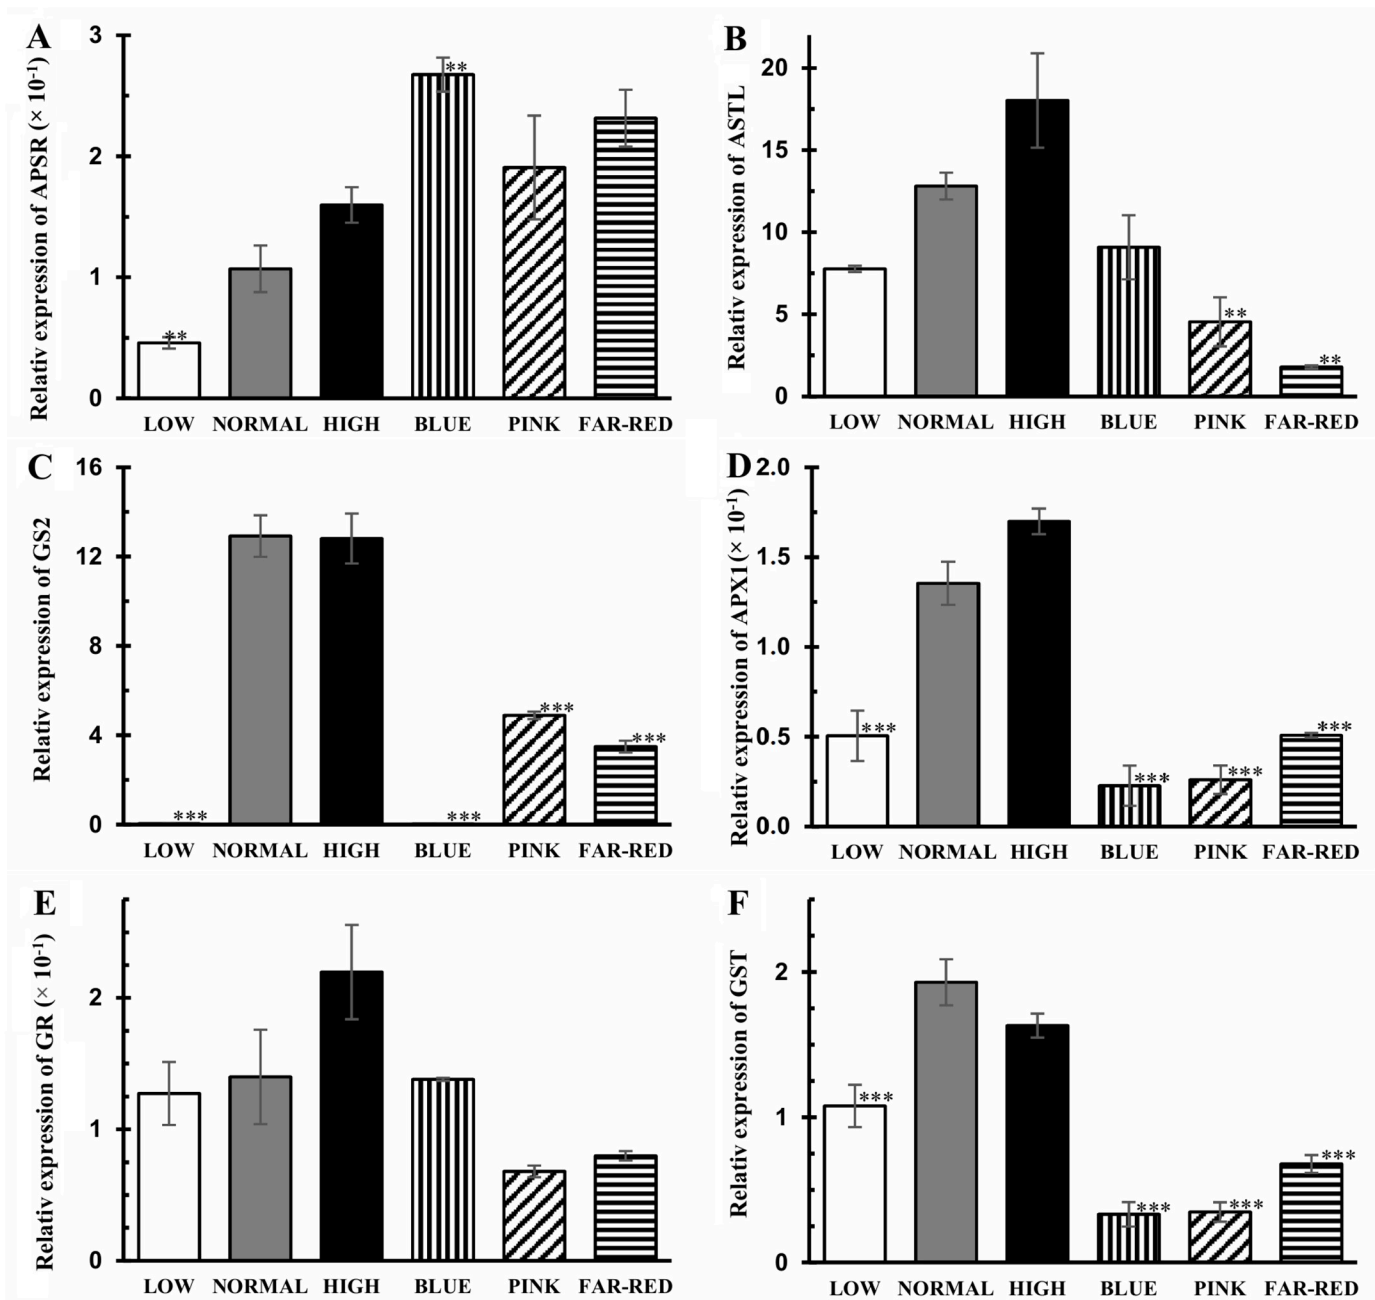 A
Relativ expression of APSR (× 10⁻¹)
3
2
1
0
**
**
LOW NORMAL HIGH BLUE PINK FAR-RED
B
Relativ expression of ASTL
20
15
10
5
0
**
**
LOW NORMAL HIGH BLUE PINK FAR-RED
C
Relativ expression of GS2
16
12
8
4
0
***
***
***
***
LOW NORMAL HIGH BLUE PINK FAR-RED
D
Relativ expression of APX1(× 10⁻¹)
2.0
1.5
1.0
0.5
0.0
***
***
***
***
LOW NORMAL HIGH BLUE PINK FAR-RED
E
Relativ expression of GR (× 10⁻¹)
2
1
0
LOW NORMAL HIGH BLUE PINK FAR-RED
F
Relativ expression of GST
2
1
0
***
***
***
***
LOW NORMAL HIGH BLUE PINK FAR-RED